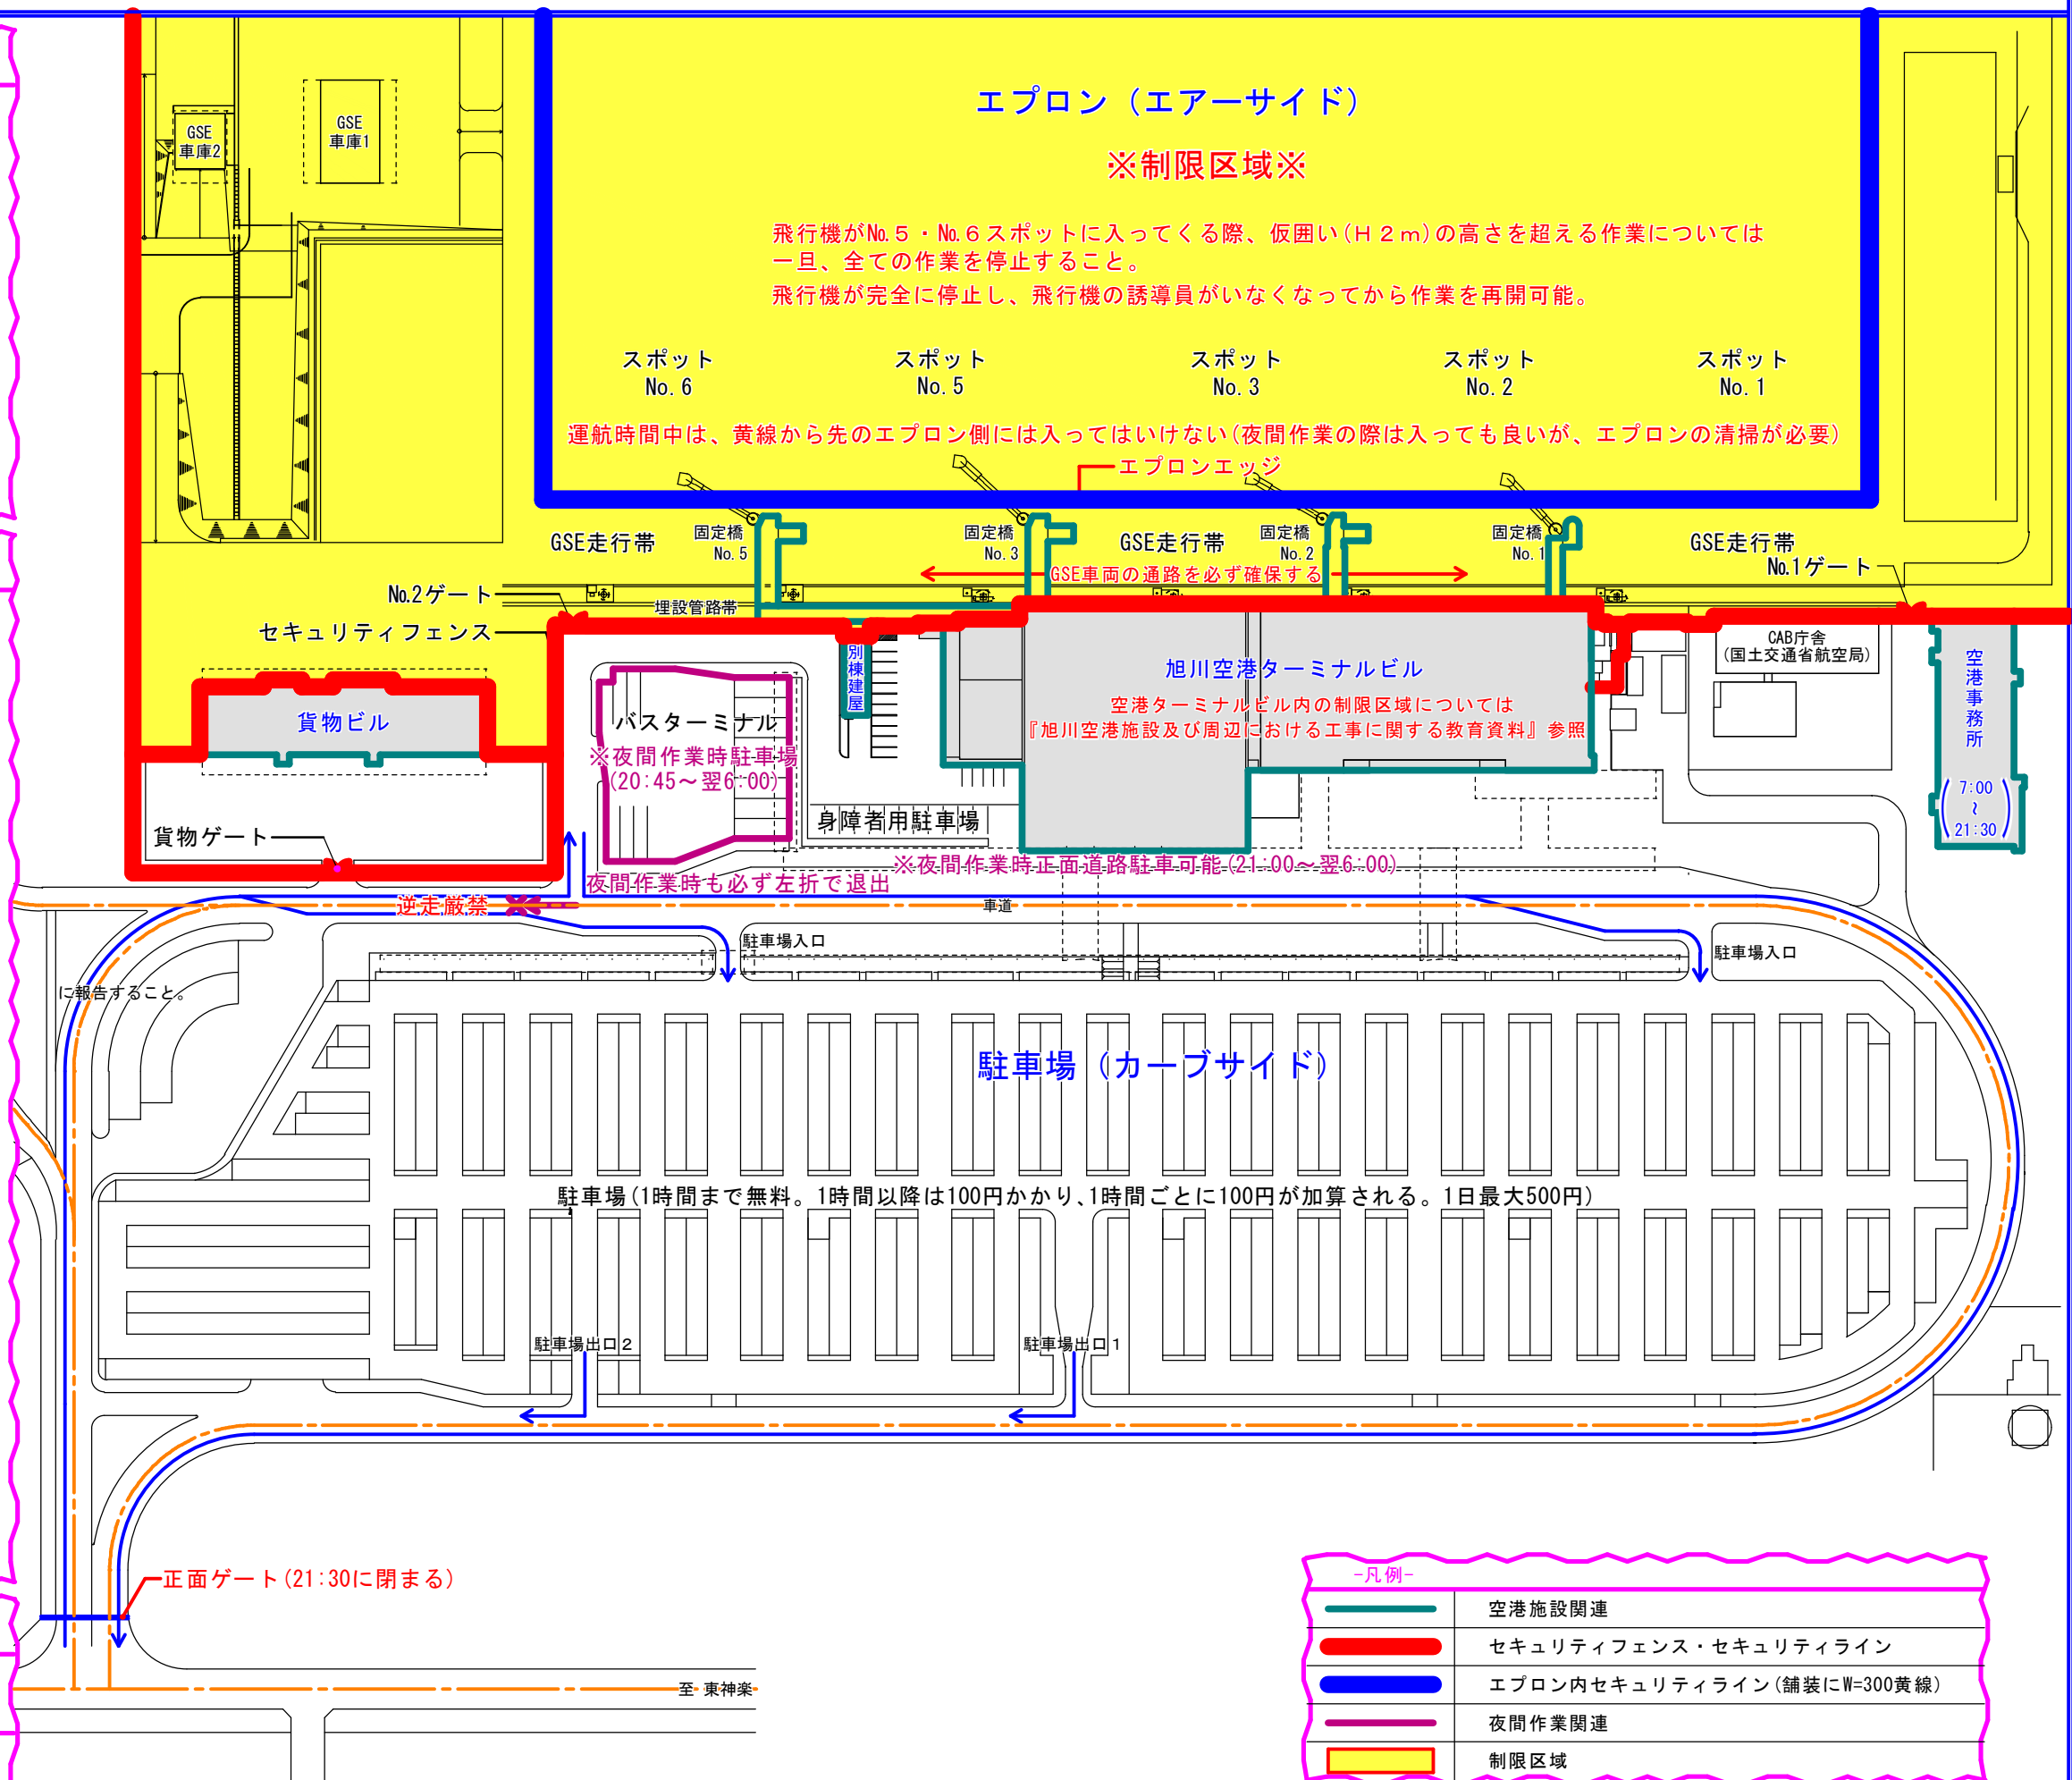 エプロン（エアーサイド）
※制限区域※
GSE
車庫2
GSE
車庫1
飛行機が№５・№６スポットに入ってくる際、仮囲い(Ｈ２ｍ)の高さを超える作業については
一旦、全ての作業を停止すること。
飛行機が完全に停止し、飛行機の誘導員がいなくなってから作業を再開可能。
スポット
No.6
スポット
No.5
スポット
No.3
スポット
No.2
スポット
No.1
運航時間中は、黄線から先のエプロン側には入ってはいけない(夜間作業の際は入っても良いが、エプロンの清掃が必要)
エプロンエッジ
GSE走行帯
固定橋
No.5
固定橋
No.3
GSE走行帯
固定橋
No.2
固定橋
No.1
GSE走行帯
No.1ゲート
GSE車両の通路を必ず確保する
No.2ゲート
埋設管路帯
セキュリティフェンス
貨物ビル
別棟建屋
バスターミナル
※夜間作業時駐車場
(20:45～翌6:00)
旭川空港ターミナルビル
空港ターミナルビル内の制限区域については
『旭川空港施設及び周辺における工事に関する教育資料』参照
CAB庁舎
(国土交通省航空局)
空港事務所
(7:00
～
21:30)
貨物ゲート
身障者用駐車場
※夜間作業時正面道路駐車可能(21:00～翌6:00)
夜間作業時も必ず左折で退出
逆走厳禁
車道
駐車場入口
駐車場入口
に報告すること。
駐車場（カーブサイド）
駐車場(1時間まで無料。1時間以降は100円かかり、1時間ごとに100円が加算される。1日最大500円)
駐車場出口２
駐車場出口１
正面ゲート(21:30に閉まる)
至 東神楽
-凡例-
空港施設関連
セキュリティフェンス・セキュリティライン
エプロン内セキュリティライン(舗装にW=300黄線)
夜間作業関連
制限区域